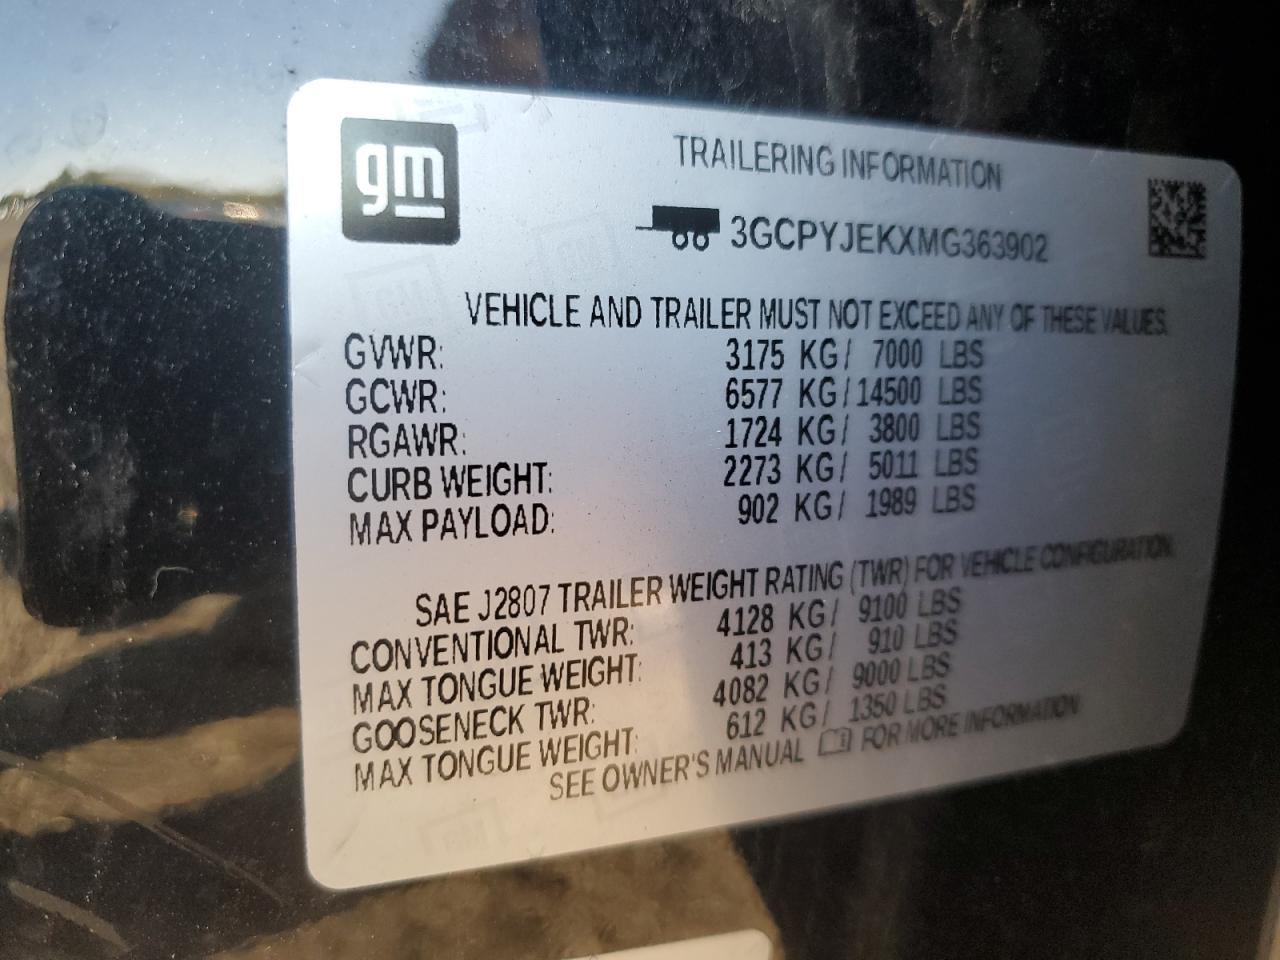 gm
TRAILERING INFORMATION
3GCPYJEKXMG363902
VEHICLE AND TRAILER MUST NOT EXCEED ANY OF THESE VALUES.
GVWR: 3175 KG/ 7000 LBS
GCWR: 6577 KG/14500 LBS
RGAWR: 1724 KG/ 3800 LBS
CURB WEIGHT: 2273 KG/ 5011 LBS
MAX PAYLOAD: 902 KG/ 1989 LBS
SAE J2807 TRAILER WEIGHT RATING (TWR) FOR VEHICLE CONFIGURATION.
CONVENTIONAL TWR: 4128 KG/ 9100 LBS
MAX TONGUE WEIGHT: 413 KG/ 910 LBS
GOOSENECK TWR: 4082 KG/ 9000 LBS
MAX TONGUE WEIGHT: 612 KG/ 1350 LBS
SEE OWNER'S MANUAL FOR MORE INFORMATION